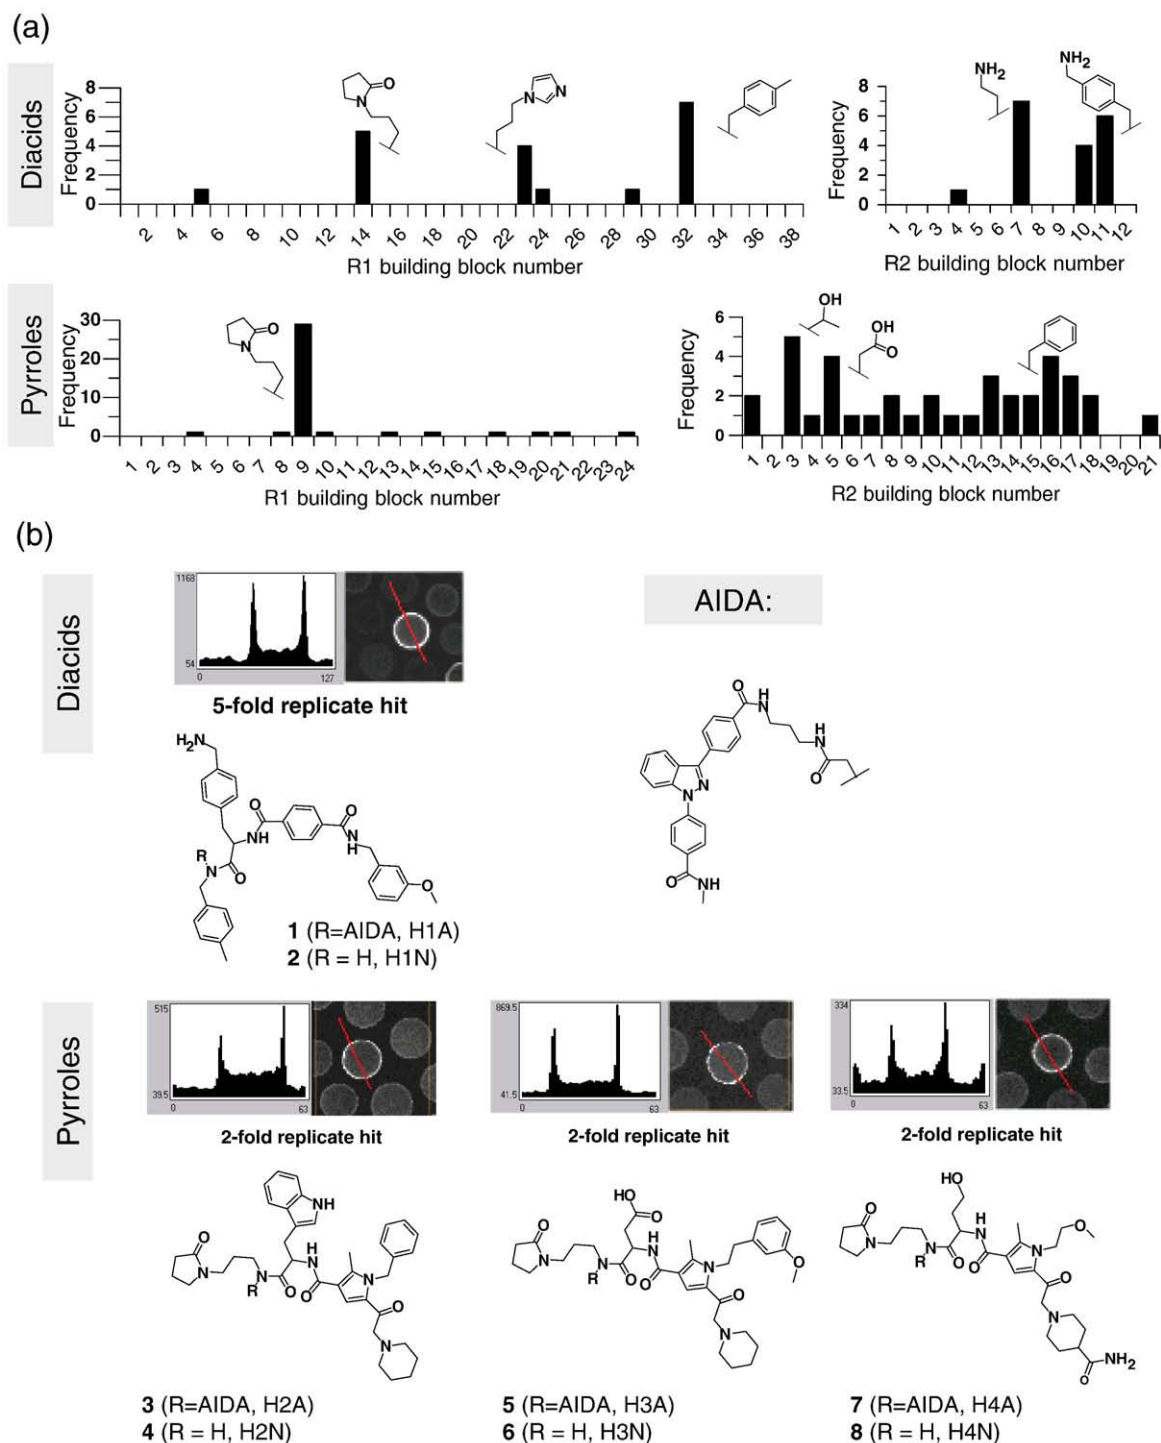 (a)
Diacids
Frequency
8
6
4
2
0
O
N
N
N
2
4
6
8
10
12
14
16
18
20
22
24
26
28
30
32
34
36
38
R1 building block number
8
6
4
2
0
NH2
NH2
1
2
3
4
5
6
7
8
9
10
11
12
R2 building block number
Pyrroles
Frequency
30
20
10
0
O
N
1
2
3
4
5
6
7
8
9
10
11
12
13
14
15
16
17
18
19
20
21
22
23
24
R1 building block number
Frequency
6
4
2
0
OH
OH
O
1
2
3
4
5
6
7
8
9
10
11
12
13
14
15
16
17
18
19
20
21
R2 building block number
(b)
Diacids
1168
54
0
127
5-fold replicate hit
H2N
O
NH
O
N
H
R
N
O
O
1 (R=AIDA, H1A)
2 (R = H, H1N)
AIDA:
O
H
N
H
N
O
N
N
O
NH
Pyrroles
515
39.5
0
63
2-fold replicate hit
869.5
41.5
0
63
2-fold replicate hit
334
33.5
0
63
2-fold replicate hit
NH
O
N
N
R
O
H
N
O
N
O
N
3 (R=AIDA, H2A)
4 (R = H, H2N)
HO
O
O
N
N
R
O
H
N
O
N
O
O
N
5 (R=AIDA, H3A)
6 (R = H, H3N)
HO
O
N
N
R
O
H
N
O
N
O
O
N
NH2
O
7 (R=AIDA, H4A)
8 (R = H, H4N)